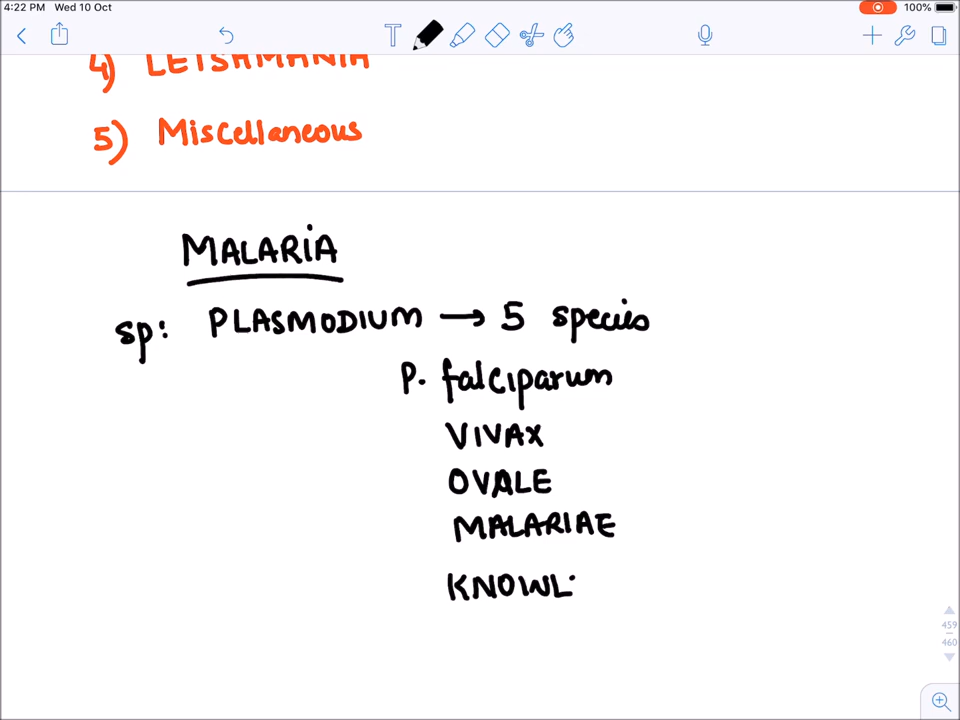 4:22 PM Wed 10 Oct 100%
T
4) LEISHMANIA
5) Miscellaneous
MALARIA
sp: PLASMODIUM → 5 species
P. falciparum
VIVAX
OVALE
MALARIAE
KNOWL
459
460